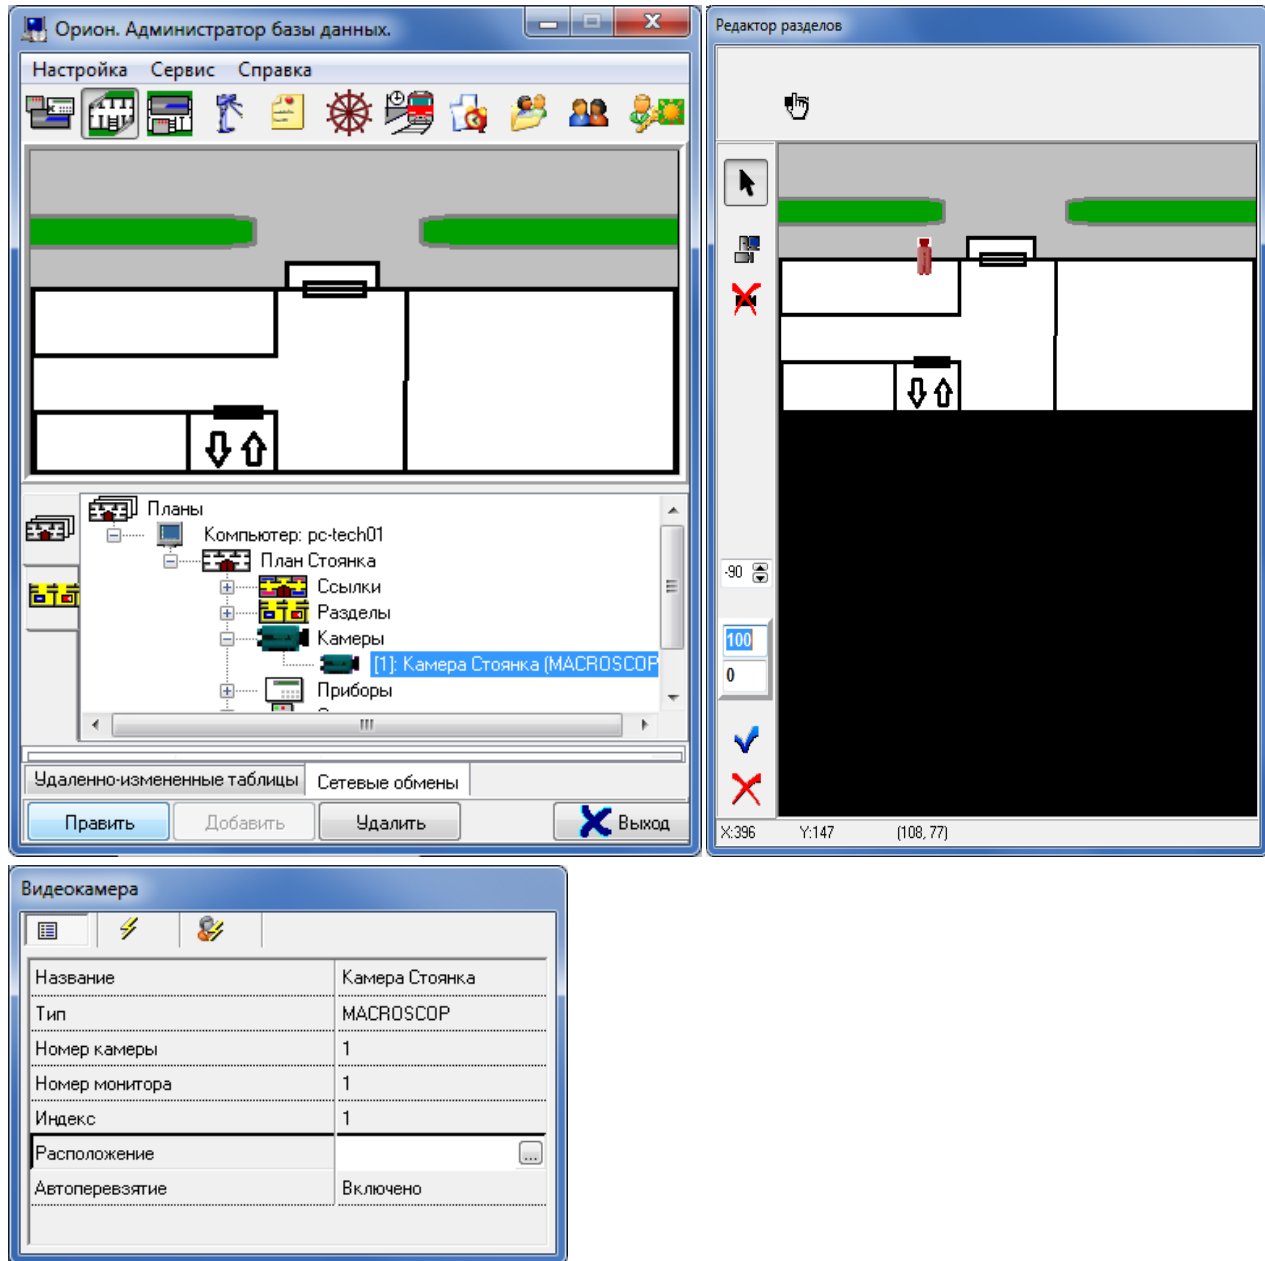 Орион. Администратор базы данных.
Настройка Сервис Справка
Планы
Компьютер: pc-tech01
План Стоянка
Ссылки
Разделы
Камеры
[1]: Камера Стоянка (MACROSCOP
Приборы
Удаленно-измененные таблицы Сетевые обмены
Править Добавить Удалить Выход
Редактор разделов
-90
100
0
X:396 Y:147 (108, 77)
Видеокамера
Название Камера Стоянка
Тип MACROSCOP
Номер камеры 1
Номер монитора 1
Индекс 1
Расположение ...
Автоперевзятие Включено